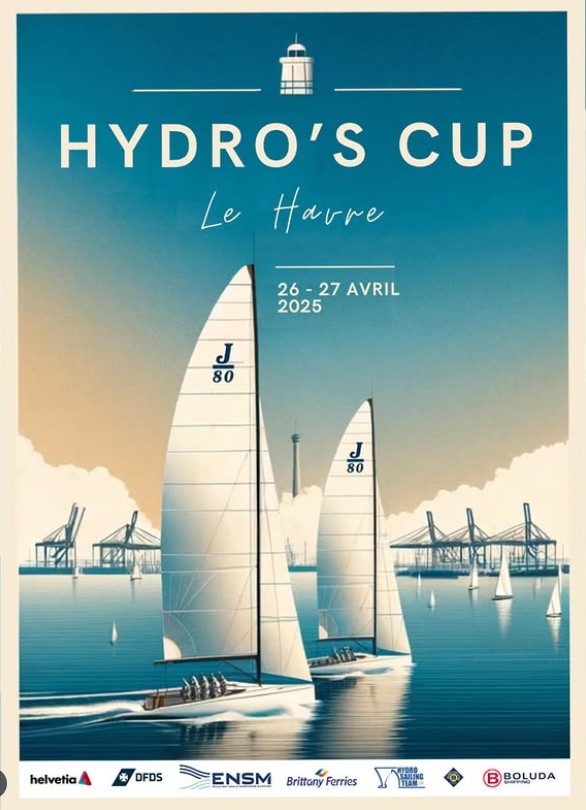 HYDRO'S CUP
Le Havre
26 - 27 AVRIL
2025
J
80
J
80
helvetia
DFDS
ENSM
Brittany Ferries
HYDRO
SAILING
TEAM
BOLUDA
SHIPPING